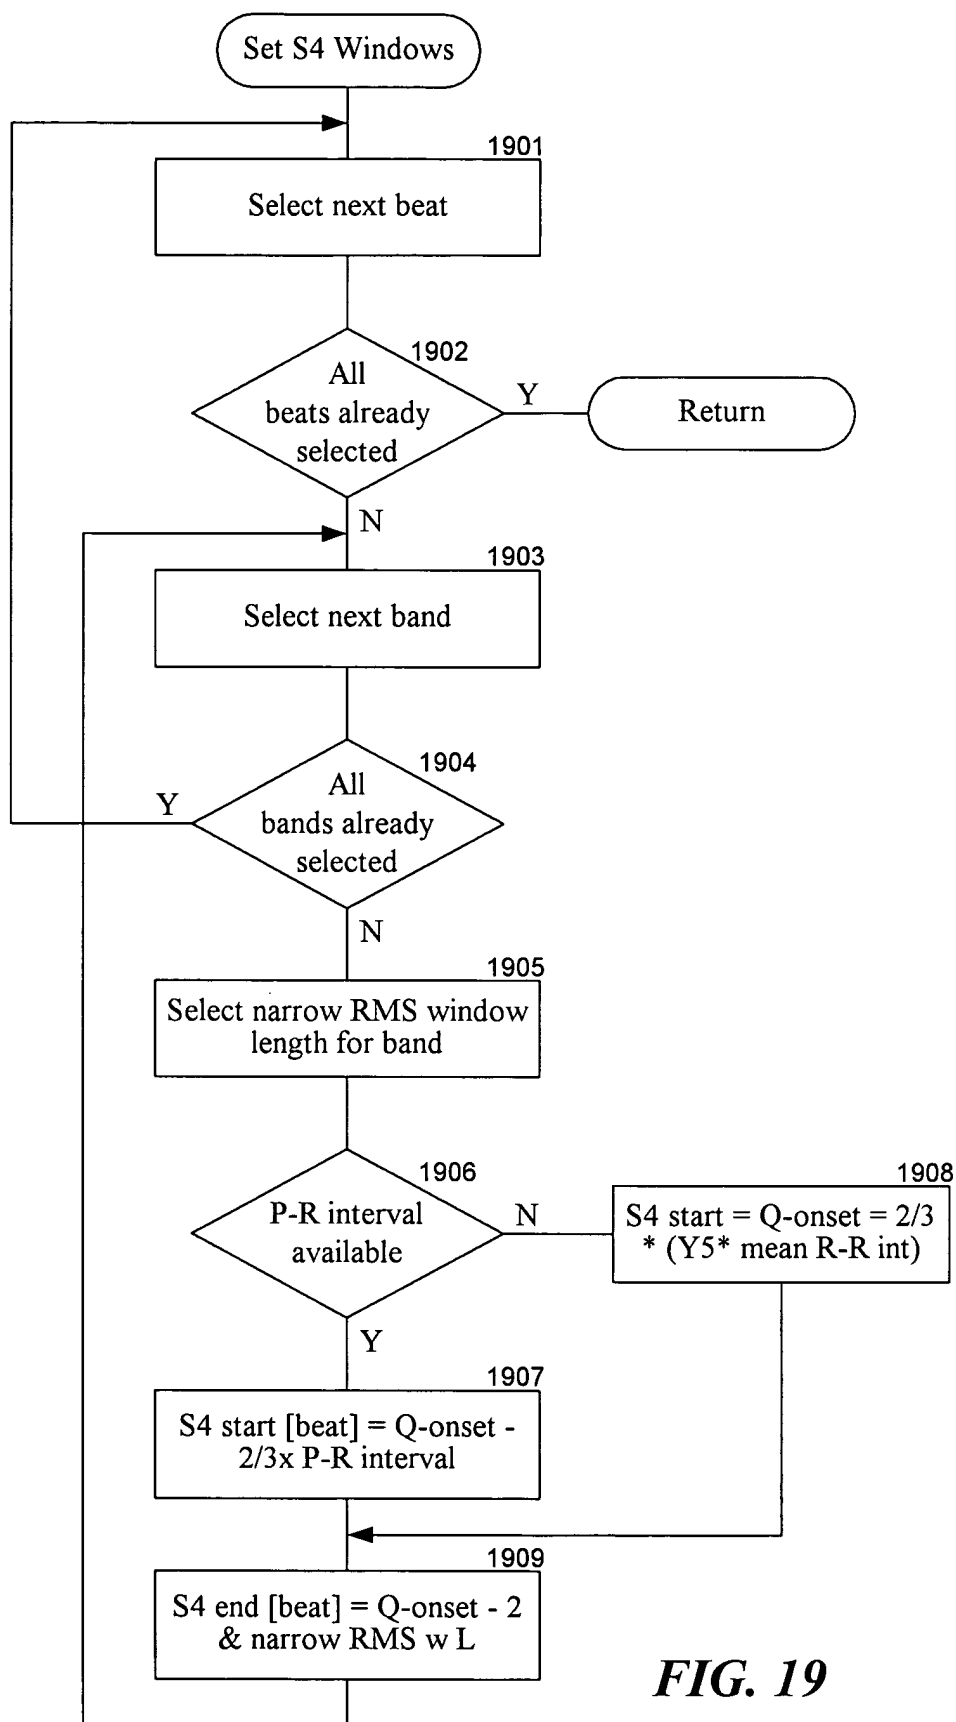 Set S4 Windows
1901
Select next beat
1902
All
beats already
selected
Y
Return
N
1903
Select next band
1904
All
bands already
selected
Y
N
1905
Select narrow RMS window
length for band
1906
P-R interval
available
N
1908
S4 start = Q-onset = 2/3
* (Y5* mean R-R int)
Y
1907
S4 start [beat] = Q-onset -
2/3x P-R interval
1909
S4 end [beat] = Q-onset - 2
& narrow RMS w L
FIG. 19